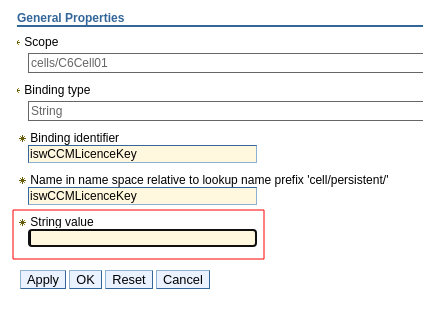 General Properties
Scope
cells/C6Cell01
Binding type
String
Binding identifier
iswCCMLicenceKey
Name in name space relative to lookup name prefix 'cell/persistent/'
iswCCMLicenceKey
String value
Apply OK Reset Cancel